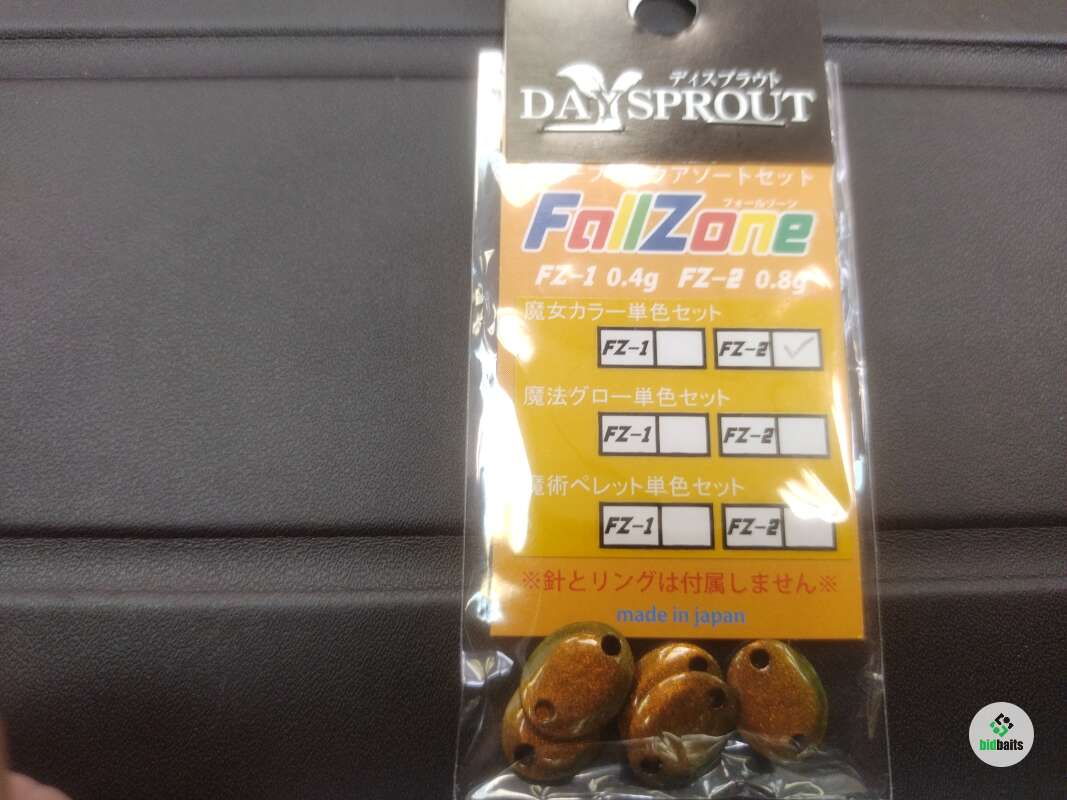 ディスプラウト
DAYSPROUT
アソートセット
フォールゾーン
FallZone
FZ-1 0.4g FZ-2 0.8g
魔女カラー単色セット
FZ-1 FZ-2
魔法グロー単色セット
FZ-1 FZ-2
魔術ペレット単色セット
FZ-1 FZ-2
※針とリングは付属しません※
made in japan
bidbaits